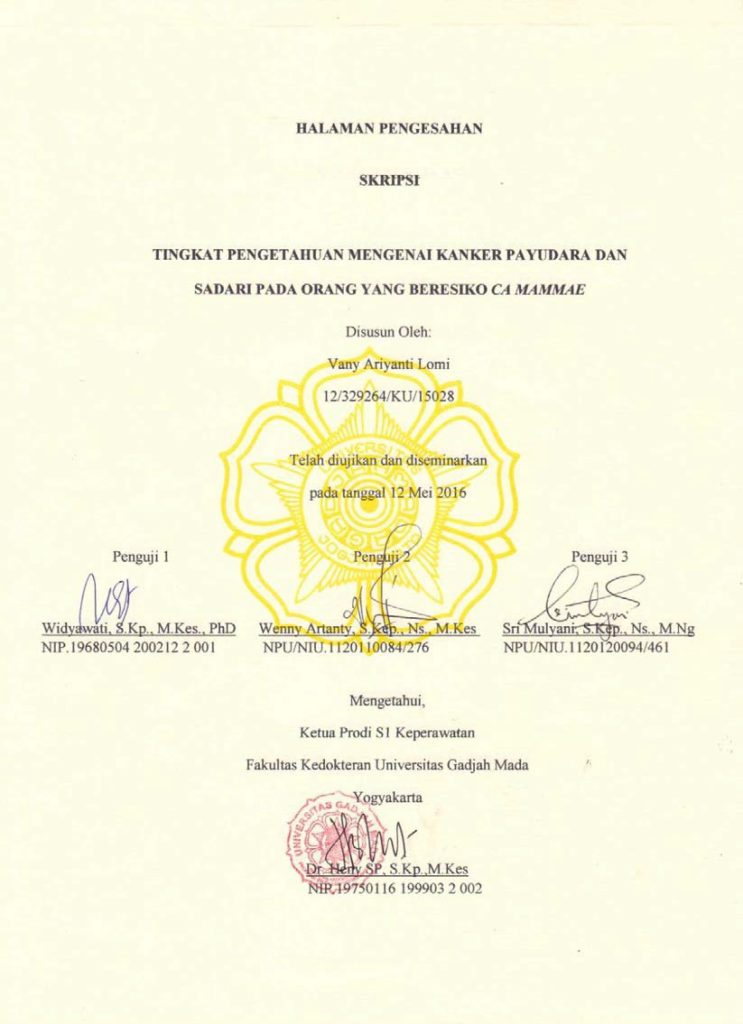 HALAMAN PENGESAHAN
SKRIPSI
TINGKAT PENGETAHUAN MENGENAI KANKER PAYUDARA DAN
SADARI PADA ORANG YANG BERESIKO CA MAMMAE
Disusun Oleh:
Vany Ariyanti Lomi
12/329264/KU/15028
Telah diujikan dan diseminarkan
pada tanggal 12 Mei 2016
Penguji 1 Penguji 2 Penguji 3
Widyawati, S.Kp., M.Kes., PhD Wenny Artanty, S.Kep., Ns., M.Kes Sri Mulyani, S.Kep., Ns., M.Ng
NIP.19680504 200212 2 001 NPU/NIU.1120110084/276 NPU/NIU.1120120094/461
Mengetahui,
Ketua Prodi S1 Keperawatan
Fakultas Kedokteran Universitas Gadjah Mada
Yogyakarta
UNIVERSITAS GADJAH
Dr. Heny SP, S.Kp.,M.Kes
NIP.19750116 199903 2 002